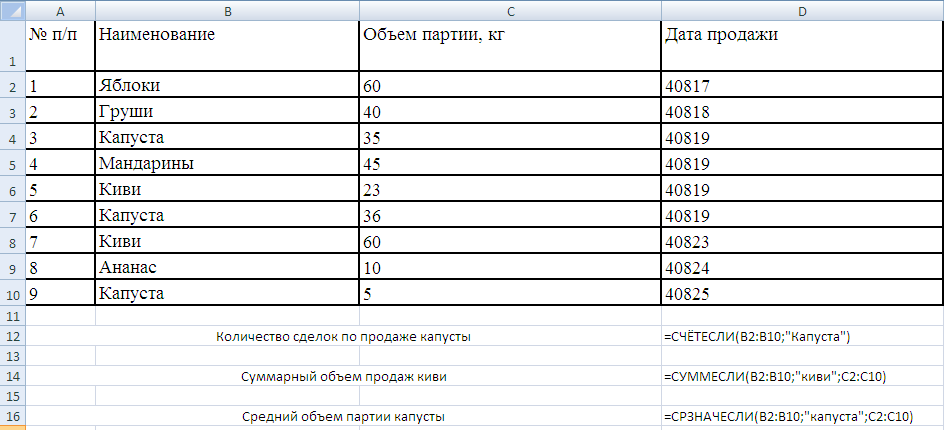 A B C D
1 № п/п Наименование Объем партии, кг Дата продажи
2 1 Яблоки 60 40817
3 2 Груши 40 40818
4 3 Капуста 35 40819
5 4 Мандарины 45 40819
6 5 Киви 23 40819
7 6 Капуста 36 40819
8 7 Киви 60 40823
9 8 Ананас 10 40824
10 9 Капуста 5 40825
11
12 Количество сделок по продаже капусты =СЧЁТЕСЛИ(B2:B10;"Капуста")
13
14 Суммарный объем продаж киви =СУММЕСЛИ(B2:B10;"киви";C2:C10)
15
16 Средний объем партии капусты =СРЗНАЧЕСЛИ(B2:B10;"капуста";C2:C10)